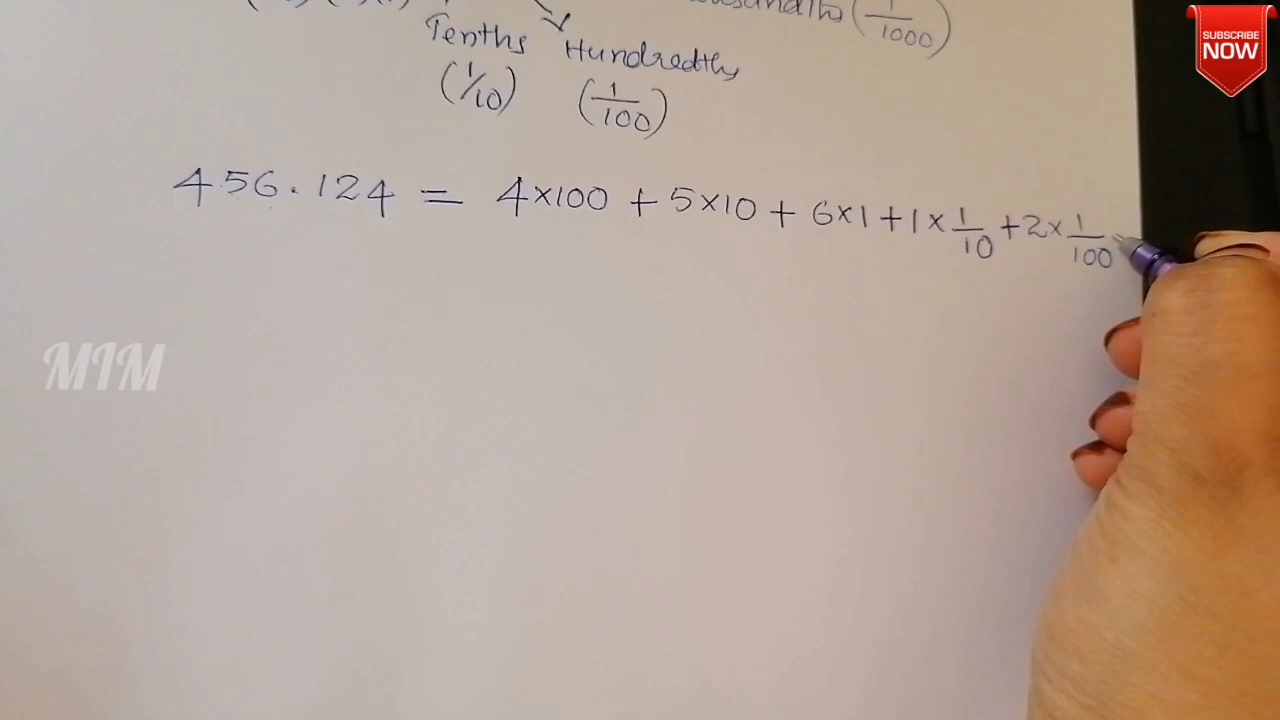 (1/1000)
SUBSCRIBE
NOW
Tenths Hundredths
(1/10) (1/100)
456.124 = 4×100 + 5×10 + 6×1 + 1×1/10 + 2×1/100
MIM